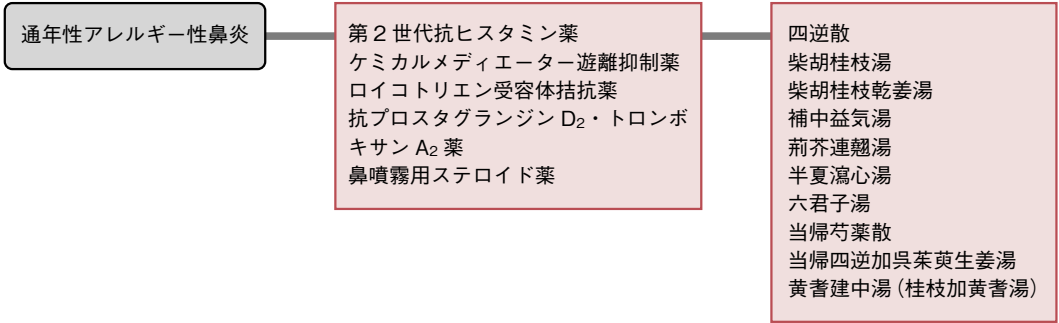 通年性アレルギー性鼻炎
第2世代抗ヒスタミン薬
ケミカルメディエーター遊離抑制薬
ロイコトリエン受容体拮抗薬
抗プロスタグランジン D₂・トロンボ
キサン A₂ 薬
鼻噴霧用ステロイド薬
四逆散
柴胡桂枝湯
柴胡桂枝乾姜湯
補中益気湯
荊芥連翹湯
半夏瀉心湯
六君子湯
当帰芍薬散
当帰四逆加呉茱萸生姜湯
黄耆建中湯(桂枝加黄耆湯)